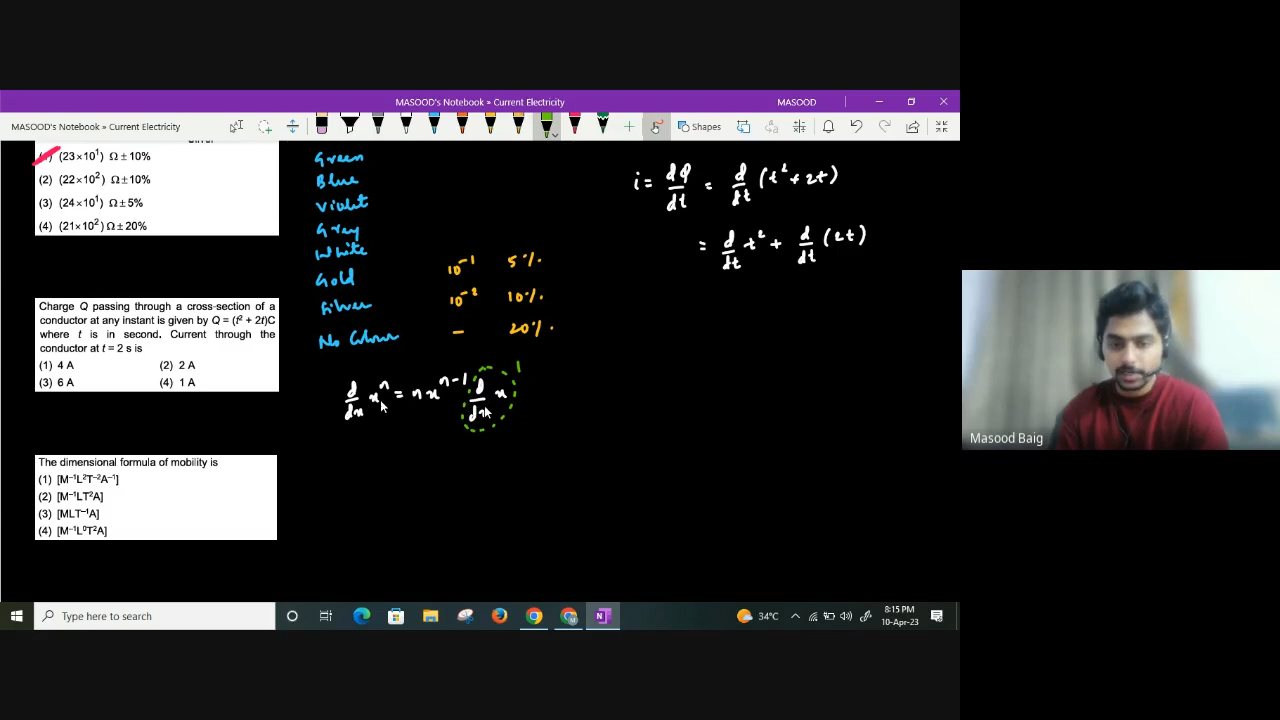 MASOOD's Notebook » Current Electricity
MASOOD
MASOOD's Notebook » Current Electricity
Shapes
(23×10¹) Ω ± 10%
(2) (22×10²) Ω ± 10%
(3) (24×10¹) Ω ± 5%
(4) (21×10²) Ω ± 20%
Green
Blue
Violet
Grey
White
Gold 10⁻¹ 5%
Silver 10⁻² 10%
No Colour – 20%
i = dQ/dt = d/dt (t² + 2t)
= d/dt t² + d/dt (2t)
Charge Q passing through a cross-section of a
conductor at any instant is given by Q = (t² + 2t)C
where t is in second. Current through the
conductor at t = 2 s is
(1) 4 A (2) 2 A
(3) 6 A (4) 1 A
d/dx xⁿ = n xⁿ⁻¹ d/dx x 1
The dimensional formula of mobility is
(1) [M⁻¹L²T⁻²A⁻¹]
(2) [M⁻¹LT²A]
(3) [MLT⁻¹A]
(4) [M⁻¹L⁰T²A]
Masood Baig
Type here to search
34°C
8:15 PM
10-Apr-23